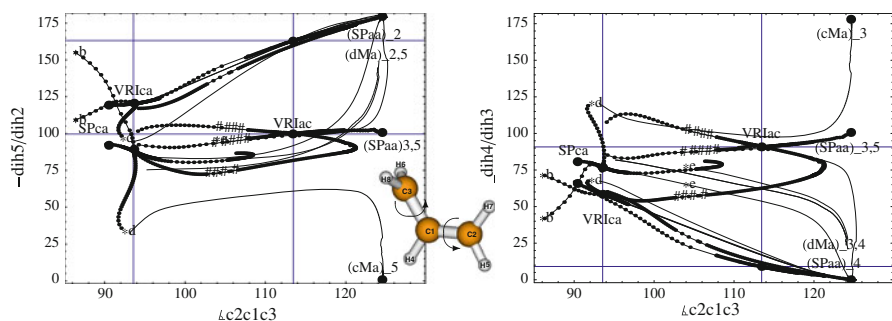 −dih5/dih2
175
150
125
100
75
50
25
0
90
100
110
120
∡c2c1c3
*b
*b
VRIca
SPca
*c
####
####
####
VRIac
(SPaa)_2
(dMa)_2,5
(SPaa)3,5
*d
(cMa)_5
H6
H8
C3
C1
C2
H7
H4
H5
_dih4/dih3
175
150
125
100
75
50
25
0
90
100
110
120
∡c2c1c3
(cMa)_3
*d
####
####
####
VRIac
(SPaa)_3,5
SPca
*e
*e
*b
*d
*b
VRIca
(dMa)_3,4
(SPaa)_4